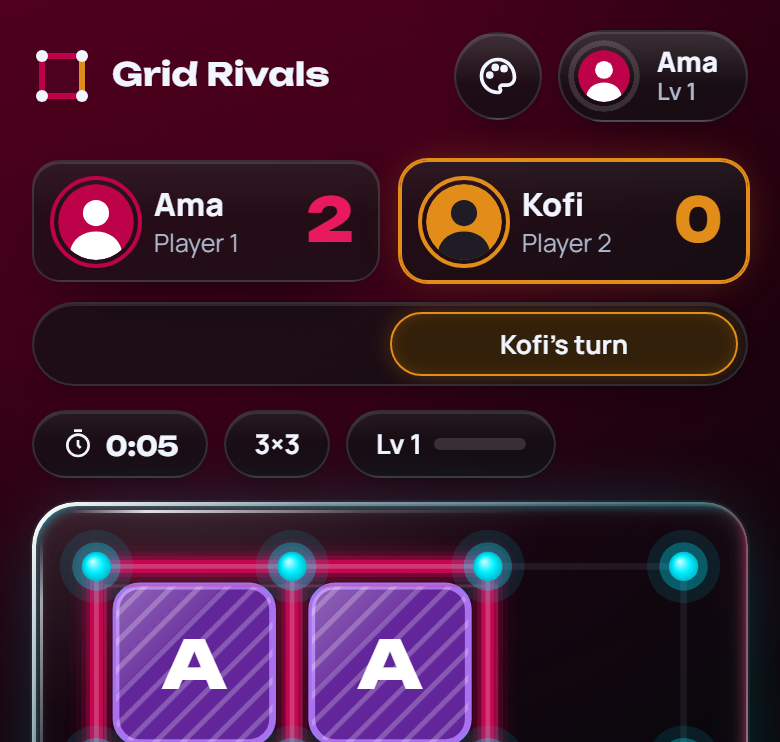 Grid Rivals
Ama
Lv 1
Ama
Player 1
2
Kofi
Player 2
0
Kofi's turn
0:05
3×3
Lv 1
A
A